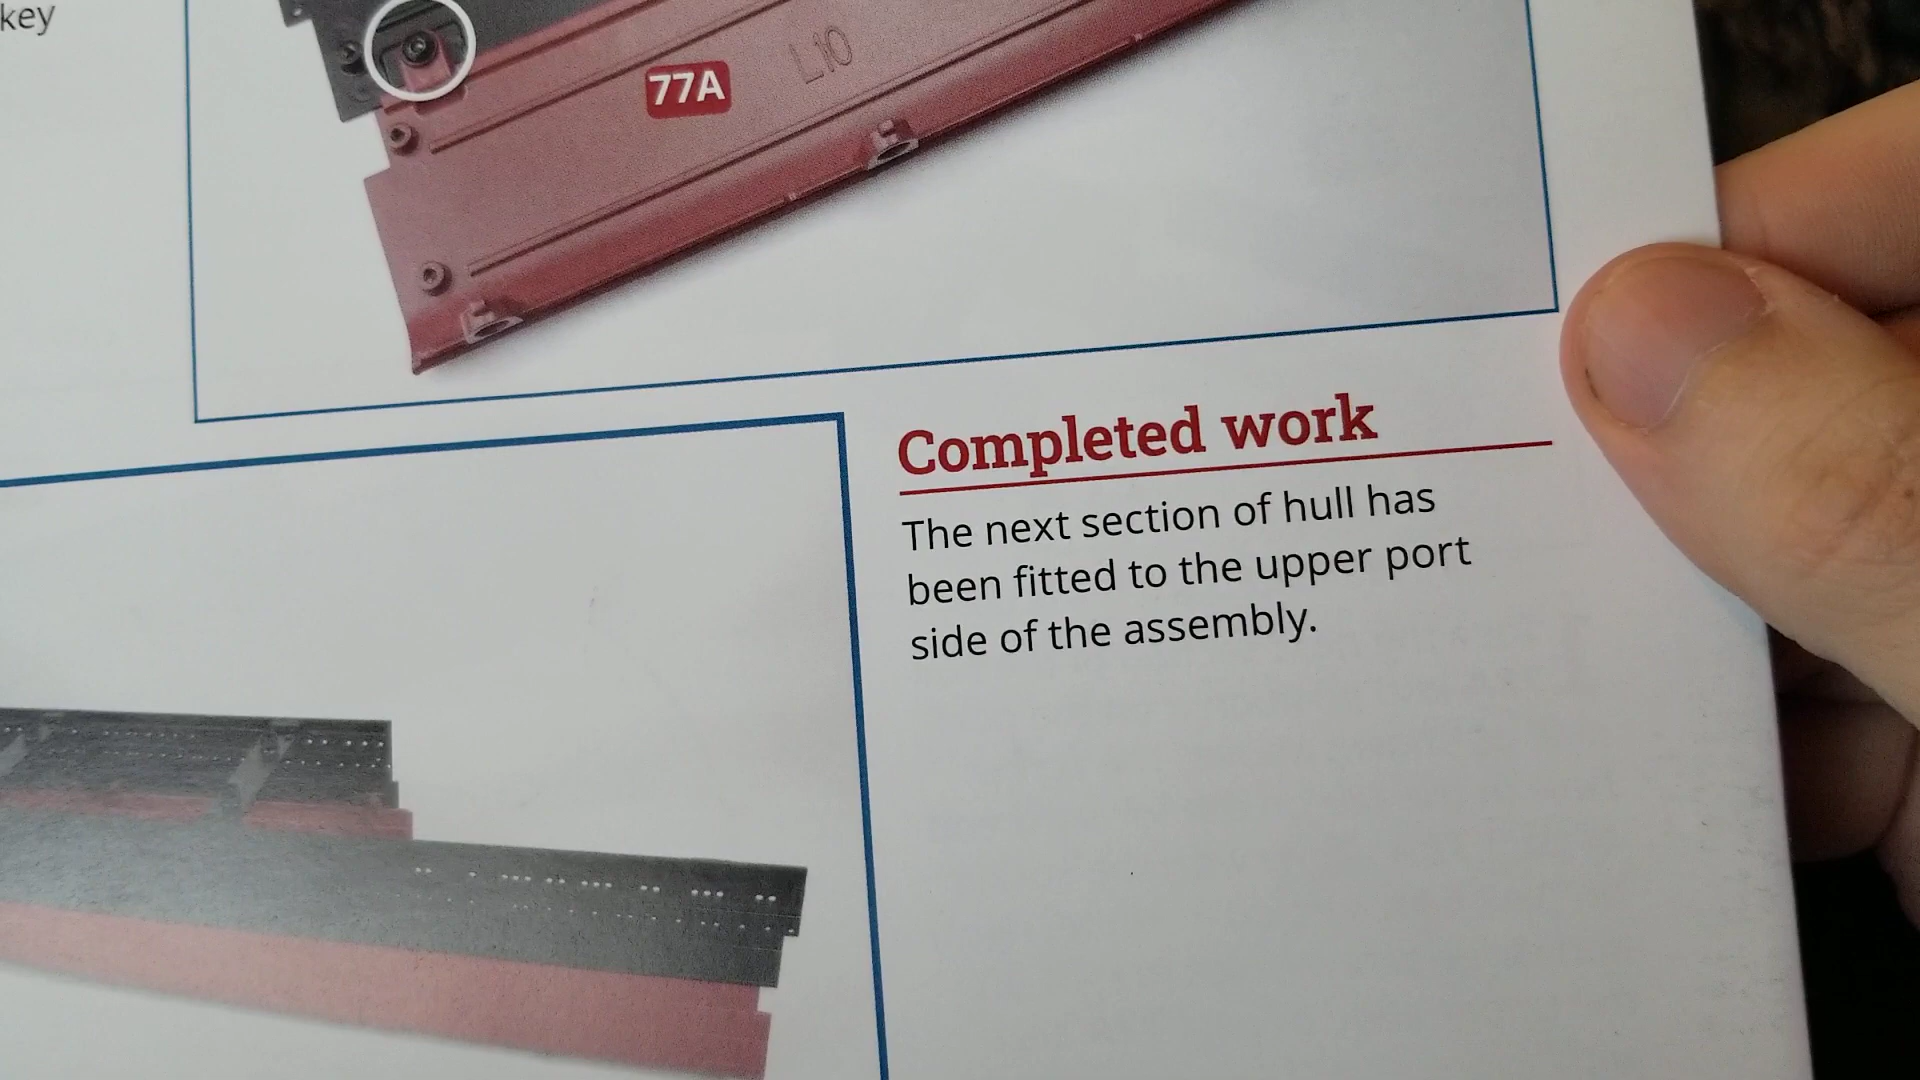 key
L10
77A
Completed work
The next section of hull has
been fitted to the upper port
side of the assembly.